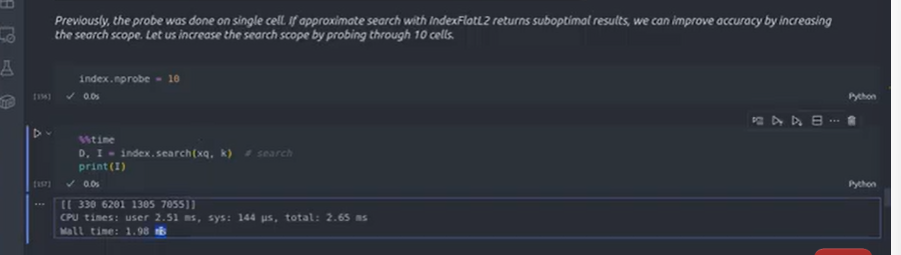 Previously, the probe was done on single cell. If approximate search with IndexFlatL2 returns suboptimal results, we can improve accuracy by increasing
the search scope. Let us increase the search scope by probing through 10 cells.
index.nprobe = 10
[156] ✓ 0.0s Python
%%time
D, I = index.search(xq, k) # search
print(I)
[157] ✓ 0.0s Python
... [[ 330 6201 1305 7055]]
CPU times: user 2.51 ms, sys: 144 µs, total: 2.65 ms
Wall time: 1.98 ms